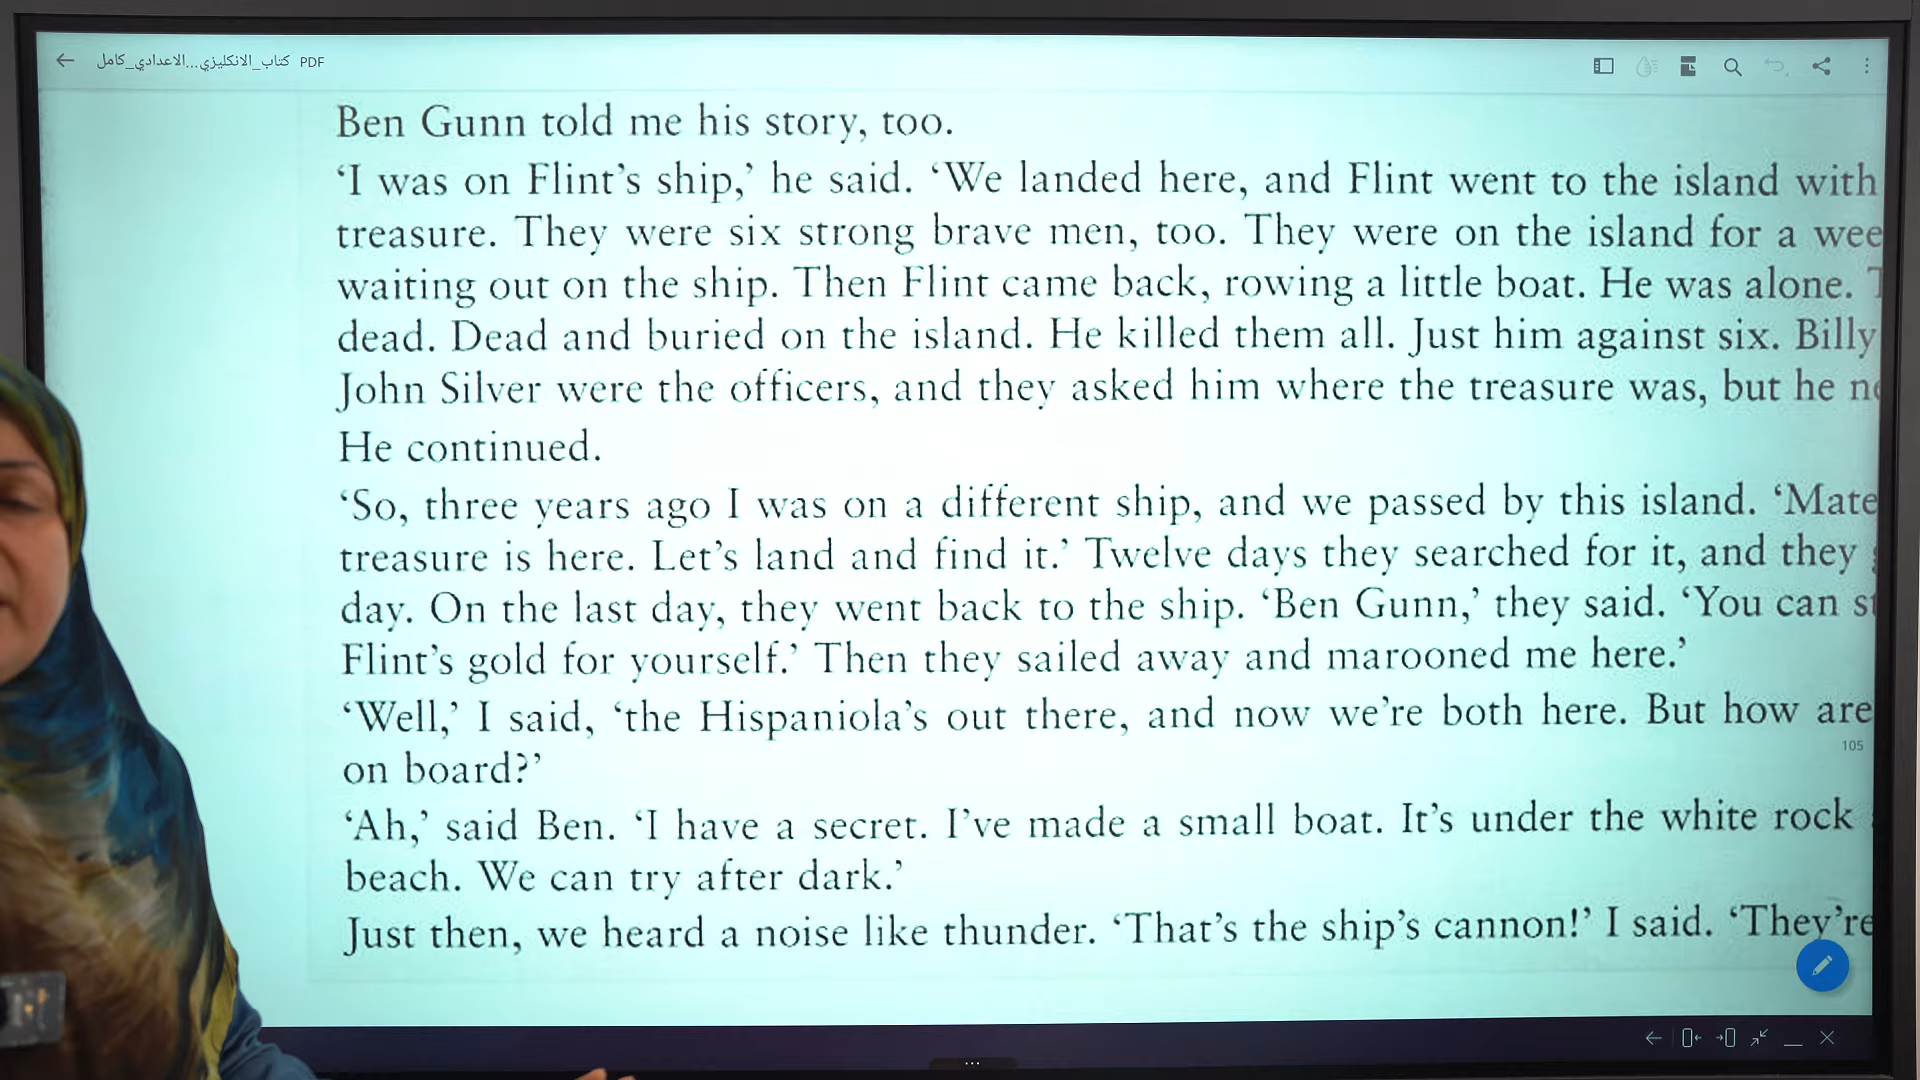 كتاب_الانكليزي...الاعدادي_كامل PDF
Ben Gunn told me his story, too.
‘I was on Flint’s ship,’ he said. ‘We landed here, and Flint went to the island with
treasure. They were six strong brave men, too. They were on the island for a wee
waiting out on the ship. Then Flint came back, rowing a little boat. He was alone.
dead. Dead and buried on the island. He killed them all. Just him against six. Billy
John Silver were the officers, and they asked him where the treasure was, but he
He continued.
‘So, three years ago I was on a different ship, and we passed by this island. ‘Mate
treasure is here. Let’s land and find it.’ Twelve days they searched for it, and they
day. On the last day, they went back to the ship. ‘Ben Gunn,’ they said. ‘You can
Flint’s gold for yourself.’ Then they sailed away and marooned me here.’
‘Well,’ I said, ‘the Hispaniola’s out there, and now we’re both here. But how are
105
on board?’
‘Ah,’ said Ben. ‘I have a secret. I’ve made a small boat. It’s under the white rock
beach. We can try after dark.’
Just then, we heard a noise like thunder. ‘That’s the ship’s cannon!’ I said. ‘They’re